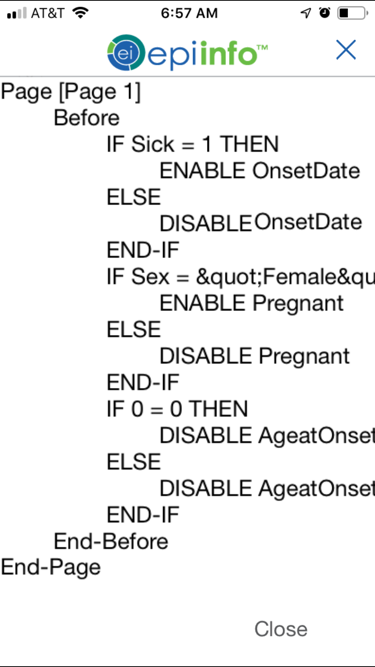 AT&T 6:57 AM
ei epi info™
Page [Page 1]
Before
IF Sick = 1 THEN
ENABLE OnsetDate
ELSE
DISABLE OnsetDate
END-IF
IF Sex = &quot;Female&qu
ENABLE Pregnant
ELSE
DISABLE Pregnant
END-IF
IF 0 = 0 THEN
DISABLE AgeatOnset
ELSE
DISABLE AgeatOnset
END-IF
End-Before
End-Page
Close